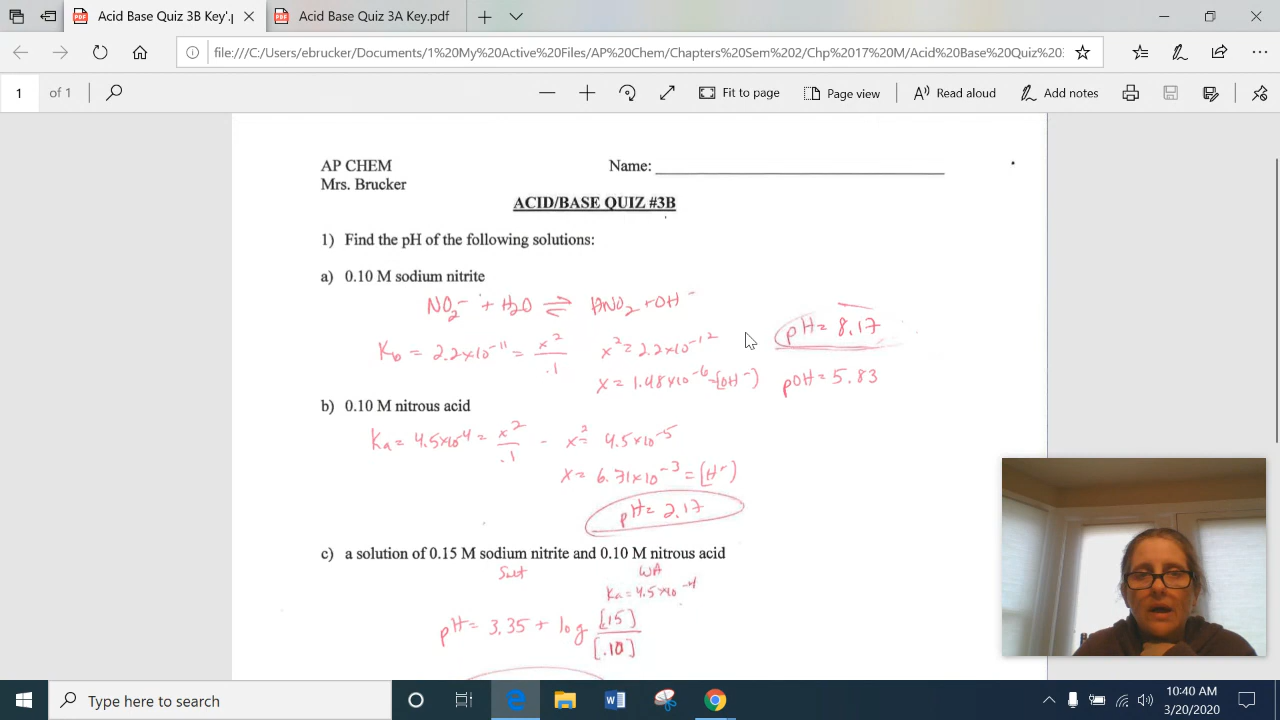 Acid Base Quiz 3B Key'.p
Acid Base Quiz 3A Key.pdf
file:///C:/Users/ebrucker/Documents/1%20My%20Active%20Files/AP%20Chem/Chapters%20Sem%202/Chp%2017%20M/Acid%20Base%20Quiz%20:
1 of 1
Fit to page
Page view
Read aloud
Add notes
AP CHEM
Name:
Mrs. Brucker
ACID/BASE QUIZ #3B
1) Find the pH of the following solutions:
a) 0.10 M sodium nitrite
NO2⁻ + H2O ⇌ HNO2 + OH⁻
pH = 8.17
Kb = 2.2x10⁻¹¹ = x²/.1
x² = 2.2x10⁻¹²
x = 1.48x10⁻⁶ = [OH⁻]
pOH = 5.83
b) 0.10 M nitrous acid
Ka = 4.5x10⁻⁴ = x²/.1
x² = 4.5x10⁻⁵
x = 6.71x10⁻³ = [H⁺]
pH = 2.17
c) a solution of 0.15 M sodium nitrite and 0.10 M nitrous acid
Salt
WA
Ka = 4.5x10⁻⁴
pH = 3.35 + log [.15]/[.10]
Type here to search
10:40 AM
3/20/2020